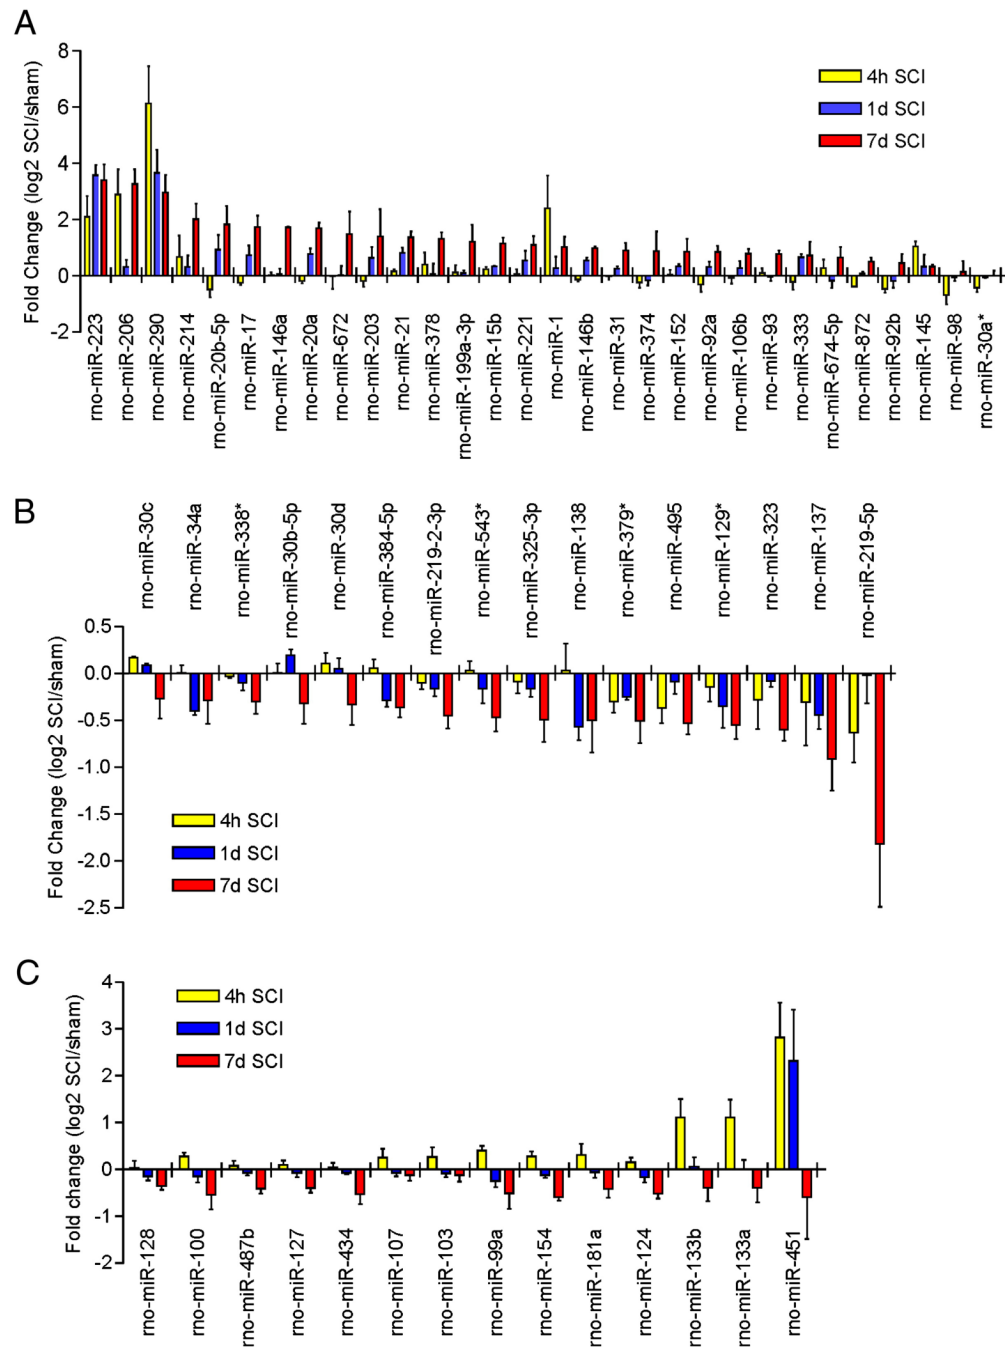 A
Fold Change (log2 SCI/sham)
8
6
4
2
0
-2
4h SCI
1d SCI
7d SCI
rno-miR-223
rno-miR-206
rno-miR-290
rno-miR-214
rno-miR-20b-5p
rno-miR-17
rno-miR-146a
rno-miR-20a
rno-miR-672
rno-miR-203
rno-miR-21
rno-miR-378
rno-miR-199a-3p
rno-miR-15b
rno-miR-221
rno-miR-1
rno-miR-146b
rno-miR-31
rno-miR-374
rno-miR-152
rno-miR-92a
rno-miR-106b
rno-miR-93
rno-miR-333
rno-miR-674-5p
rno-miR-872
rno-miR-92b
rno-miR-145
rno-miR-98
rno-miR-30a*
B
rno-miR-30c
rno-miR-34a
rno-miR-338*
rno-miR-30b-5p
rno-miR-30d
rno-miR-384-5p
rno-miR-219-2-3p
rno-miR-543*
rno-miR-325-3p
rno-miR-138
rno-miR-379*
rno-miR-495
rno-miR-129*
rno-miR-323
rno-miR-137
rno-miR-219-5p
Fold Change (log2 SCI/sham)
0.5
0.0
-0.5
-1.0
-1.5
-2.0
-2.5
4h SCI
1d SCI
7d SCI
C
Fold change (log2 SCI/sham)
4
3
2
1
0
-1
-2
4h SCI
1d SCI
7d SCI
rno-miR-128
rno-miR-100
rno-miR-487b
rno-miR-127
rno-miR-434
rno-miR-107
rno-miR-103
rno-miR-99a
rno-miR-154
rno-miR-181a
rno-miR-124
rno-miR-133b
rno-miR-133a
rno-miR-451